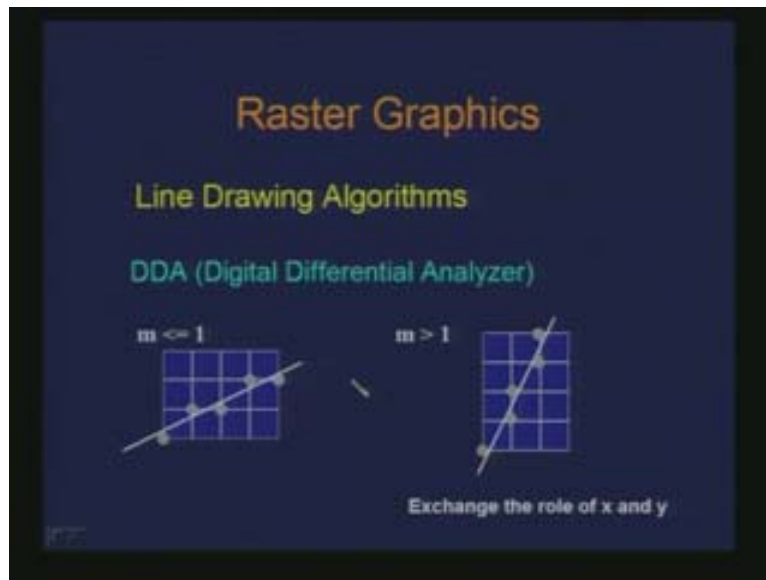 Raster Graphics
Line Drawing Algorithms
DDA (Digital Differential Analyzer)
m <= 1
m > 1
Exchange the role of x and y